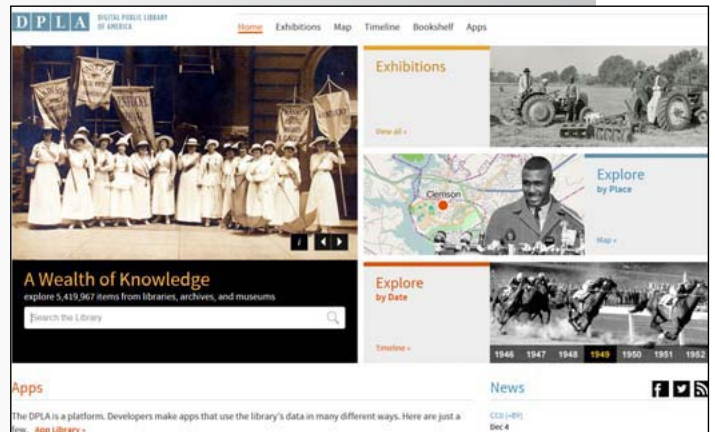 DPLA DIGITAL PUBLIC LIBRARY
OF AMERICA
Home Exhibitions Map Timeline Bookshelf Apps
KENTUCKY
A Wealth of Knowledge
explore 5,419,967 items from libraries, archives, and museums
Search the Library
Exhibitions
View all »
Clemson
Explore
by Place
Map »
Explore
by Date
Timeline »
1946 1947 1948 1949 1950 1951 1952
Apps
The DPLA is a platform. Developers make apps that use the library's data in many different ways. Here are just a
few. App Library »
News
CC0 (+BY)
Dec 4